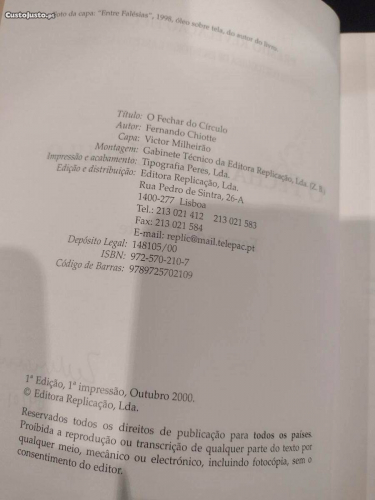 CustoJusto.pt
da capa: "Entre Falésias", 1998, óleo sobre tela, do autor do livro.
Título: O Fechar do Círculo
Autor: Fernando Chiotte
Capa: Victor Milheirão
Montagem: Gabinete Técnico da Editora Replicação, Lda. (Z. B.)
Impressão e acabamento: Tipografia Peres, Lda.
Edição e distribuição: Editora Replicação, Lda.
Rua Pedro de Sintra, 26-A
1400-277 Lisboa
Tel.: 213 021 412 213 021 583
Fax: 213 021 584
E-mail: replic@mail.telepac.pt
Depósito Legal: 148105/00
ISBN: 972-570-210-7
Código de Barras: 9789725702109
1ª Edição, 1ª impressão, Outubro 2000.
© Editora Replicação, Lda.
Reservados todos os direitos de publicação para todos os países.
Proibida a reprodução ou transcrição de qualquer parte do texto por
qualquer meio, mecânico ou electrónico, incluindo fotocópia, sem o
consentimento do editor.